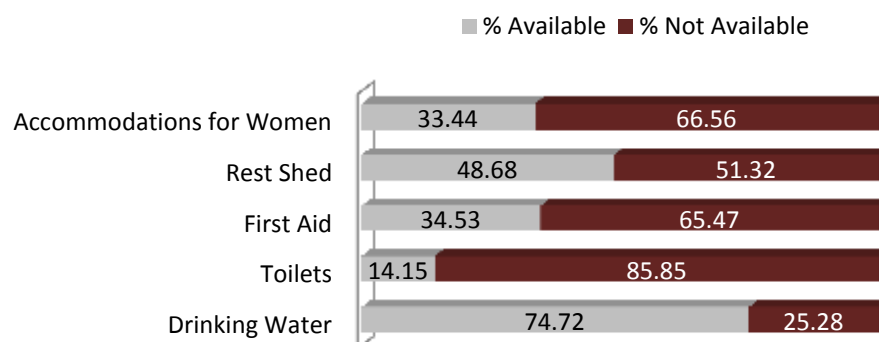 % Available % Not Available
Accommodations for Women 33.44 66.56
Rest Shed 48.68 51.32
First Aid 34.53 65.47
Toilets 14.15 85.85
Drinking Water 74.72 25.28